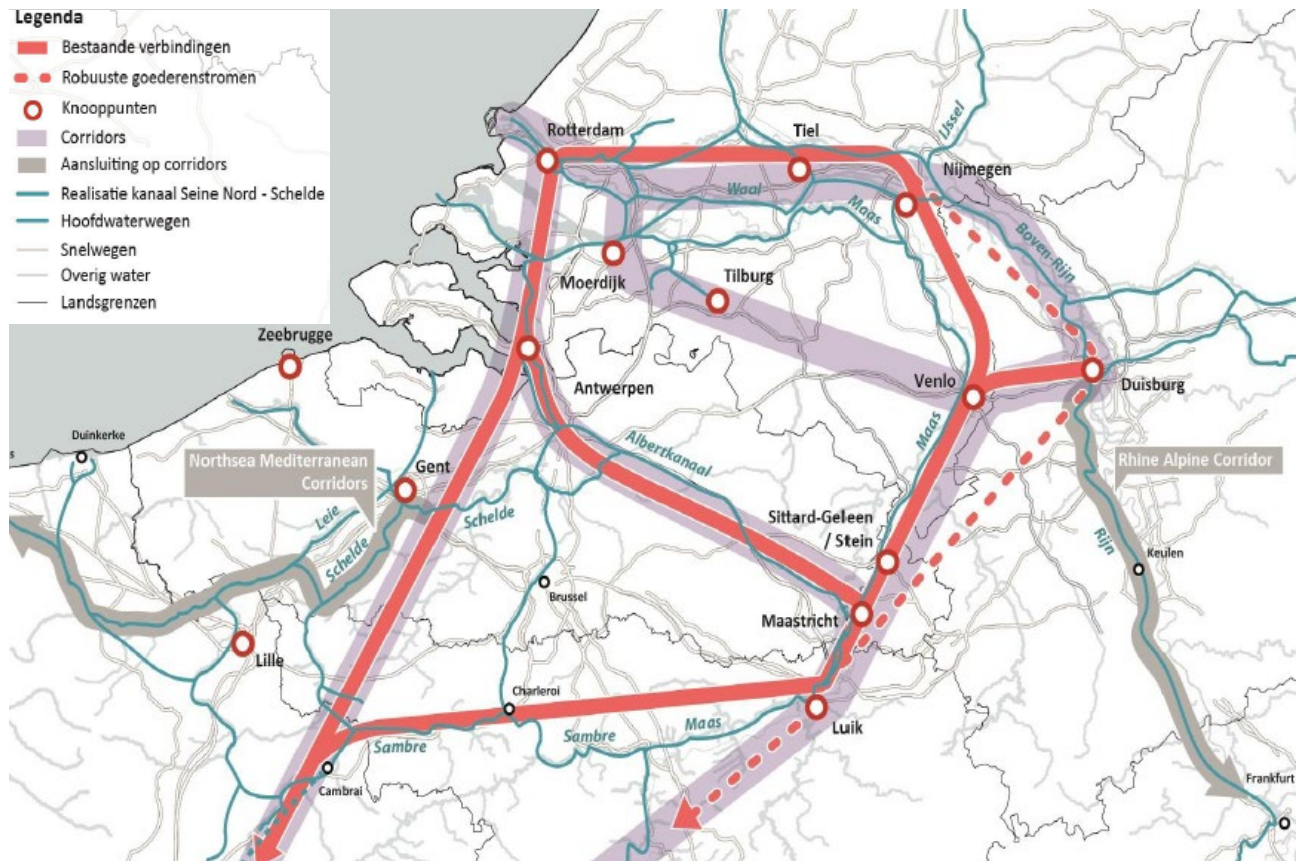 Legenda
Bestaande verbindingen
Robuuste goederenstromen
Knooppunten
Corridors
Aansluiting op corridors
Realisatie kanaal Seine Nord - Schelde
Hoofdwaterwegen
Snelwegen
Overig water
Landsgrenzen
Rotterdam
Tiel
IJssel
Nijmegen
Waal
Maas
Boven-Rijn
Moerdijk
Tilburg
Zeebrugge
Antwerpen
Venlo
Duisburg
Maas
Duinkerke
Albertkanaal
Northsea Mediterranean
Corridors
Gent
Rhine Alpine Corridor
Leie
Schelde
Schelde
Sittard-Geleen
/ Stein
Rijn
Keulen
Brussel
Maastricht
Lille
Charleroi
Luik
Maas
Sambre
Sambre
Cambrai
Frankfurt